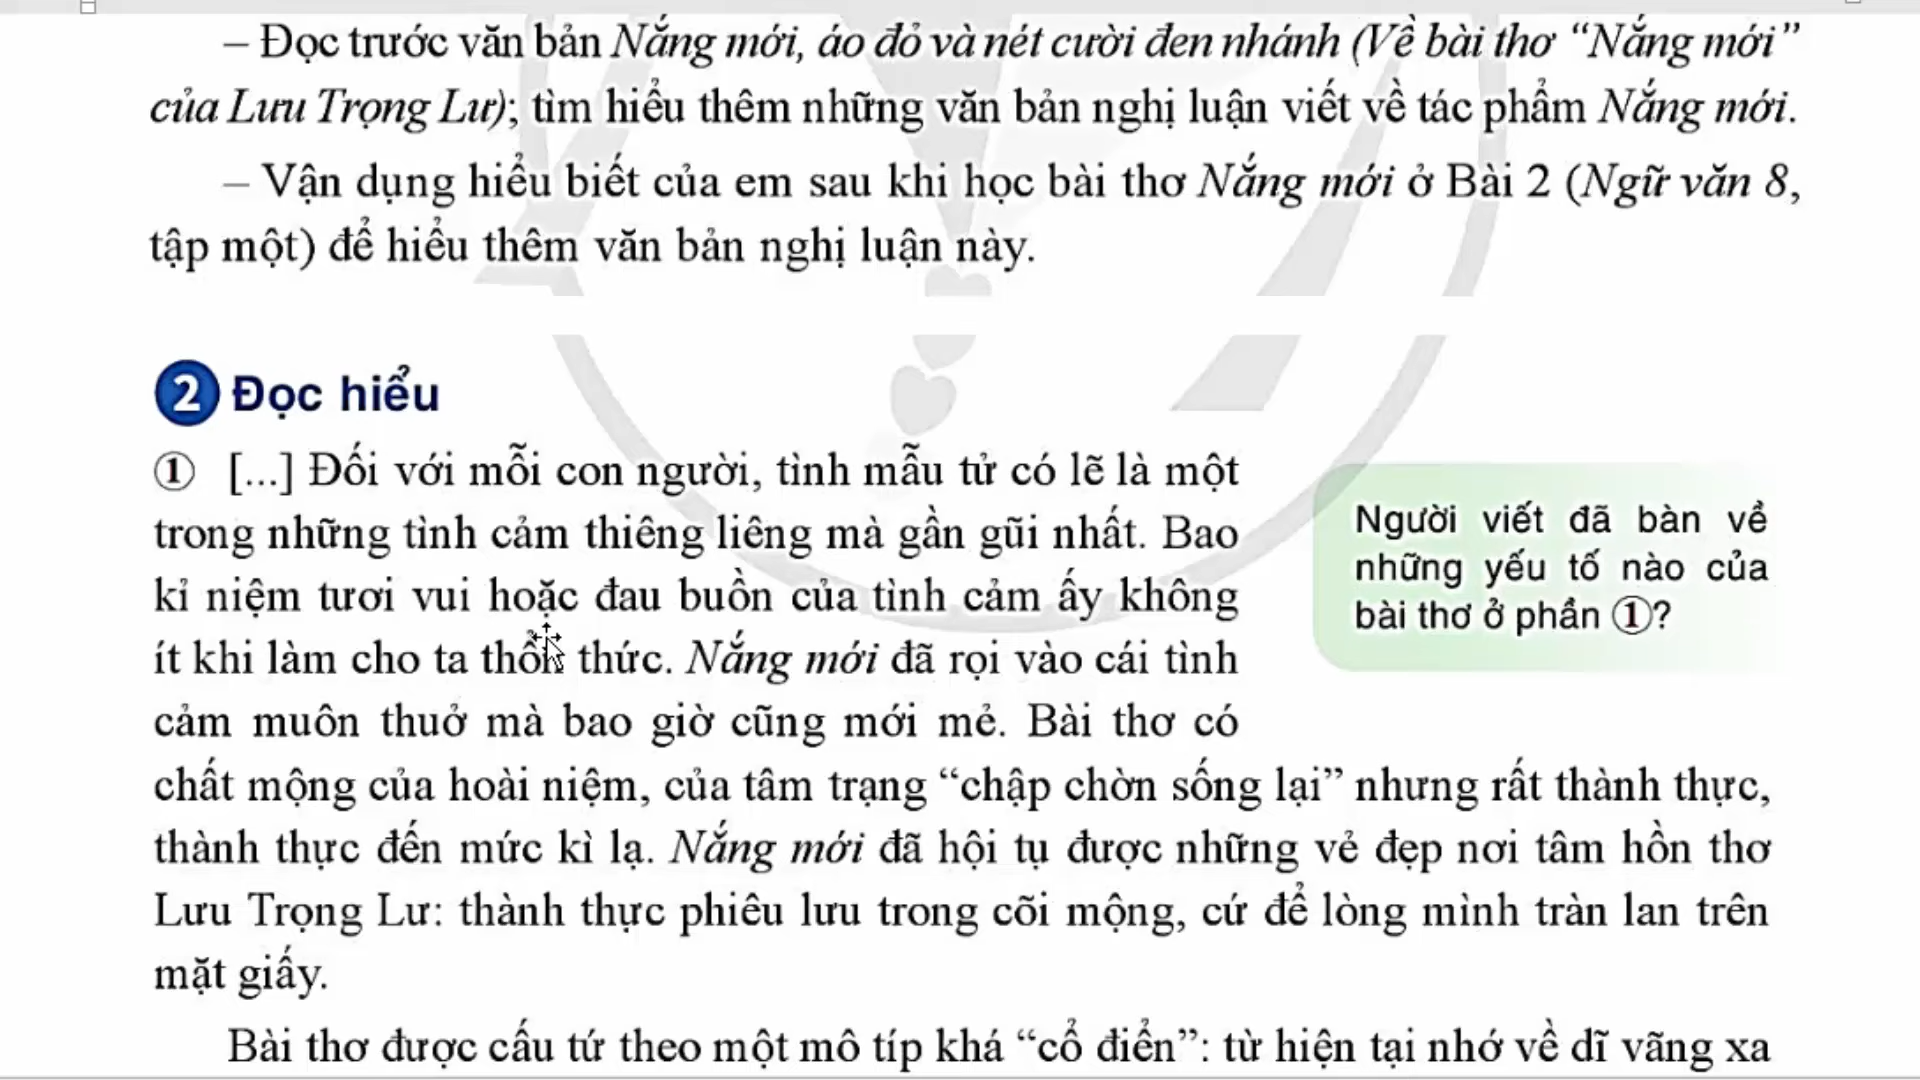 – Đọc trước văn bản Nắng mới, áo đỏ và nét cười đen nhánh (Về bài thơ “Nắng mới”
của Lưu Trọng Lư); tìm hiểu thêm những văn bản nghị luận viết về tác phẩm Nắng mới.
– Vận dụng hiểu biết của em sau khi học bài thơ Nắng mới ở Bài 2 (Ngữ văn 8,
tập một) để hiểu thêm văn bản nghị luận này.
2 Đọc hiểu
① [...] Đối với mỗi con người, tình mẫu tử có lẽ là một
trong những tình cảm thiêng liêng mà gần gũi nhất. Bao
kỉ niệm tươi vui hoặc đau buồn của tình cảm ấy không
ít khi làm cho ta thổn thức. Nắng mới đã rọi vào cái tình
cảm muôn thuở mà bao giờ cũng mới mẻ. Bài thơ có
chất mộng của hoài niệm, của tâm trạng “chập chờn sống lại” nhưng rất thành thực,
thành thực đến mức kì lạ. Nắng mới đã hội tụ được những vẻ đẹp nơi tâm hồn thơ
Lưu Trọng Lư: thành thực phiêu lưu trong cõi mộng, cứ để lòng mình tràn lan trên
mặt giấy.
Bài thơ được cấu tứ theo một mô típ khá “cổ điển”: từ hiện tại nhớ về dĩ vãng xa
Người viết đã bàn về
những yếu tố nào của
bài thơ ở phần ①?